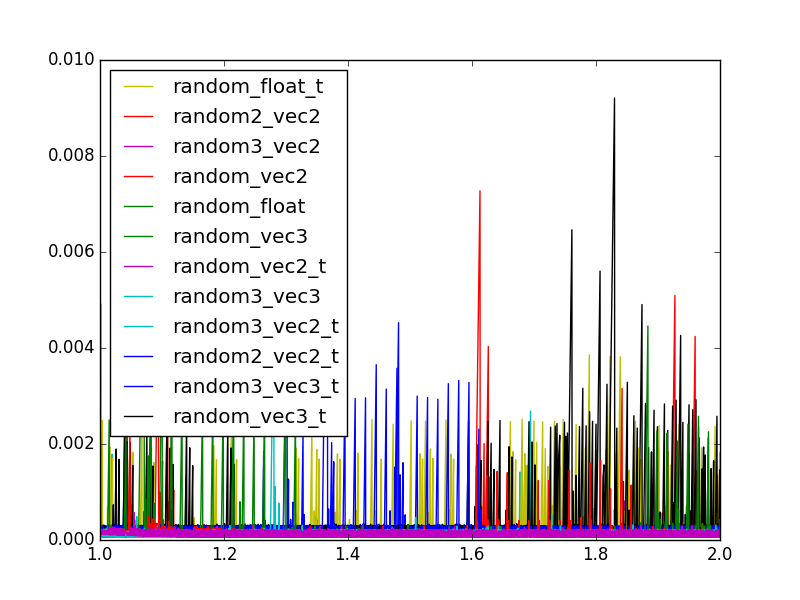 0.010
0.008
0.006
0.004
0.002
0.000
random_float_t
random2_vec2
random3_vec2
random_vec2
random_float
random_vec3
random_vec2_t
random3_vec3
random3_vec2_t
random2_vec2_t
random3_vec3_t
random_vec3_t
1.0 1.2 1.4 1.6 1.8 2.0